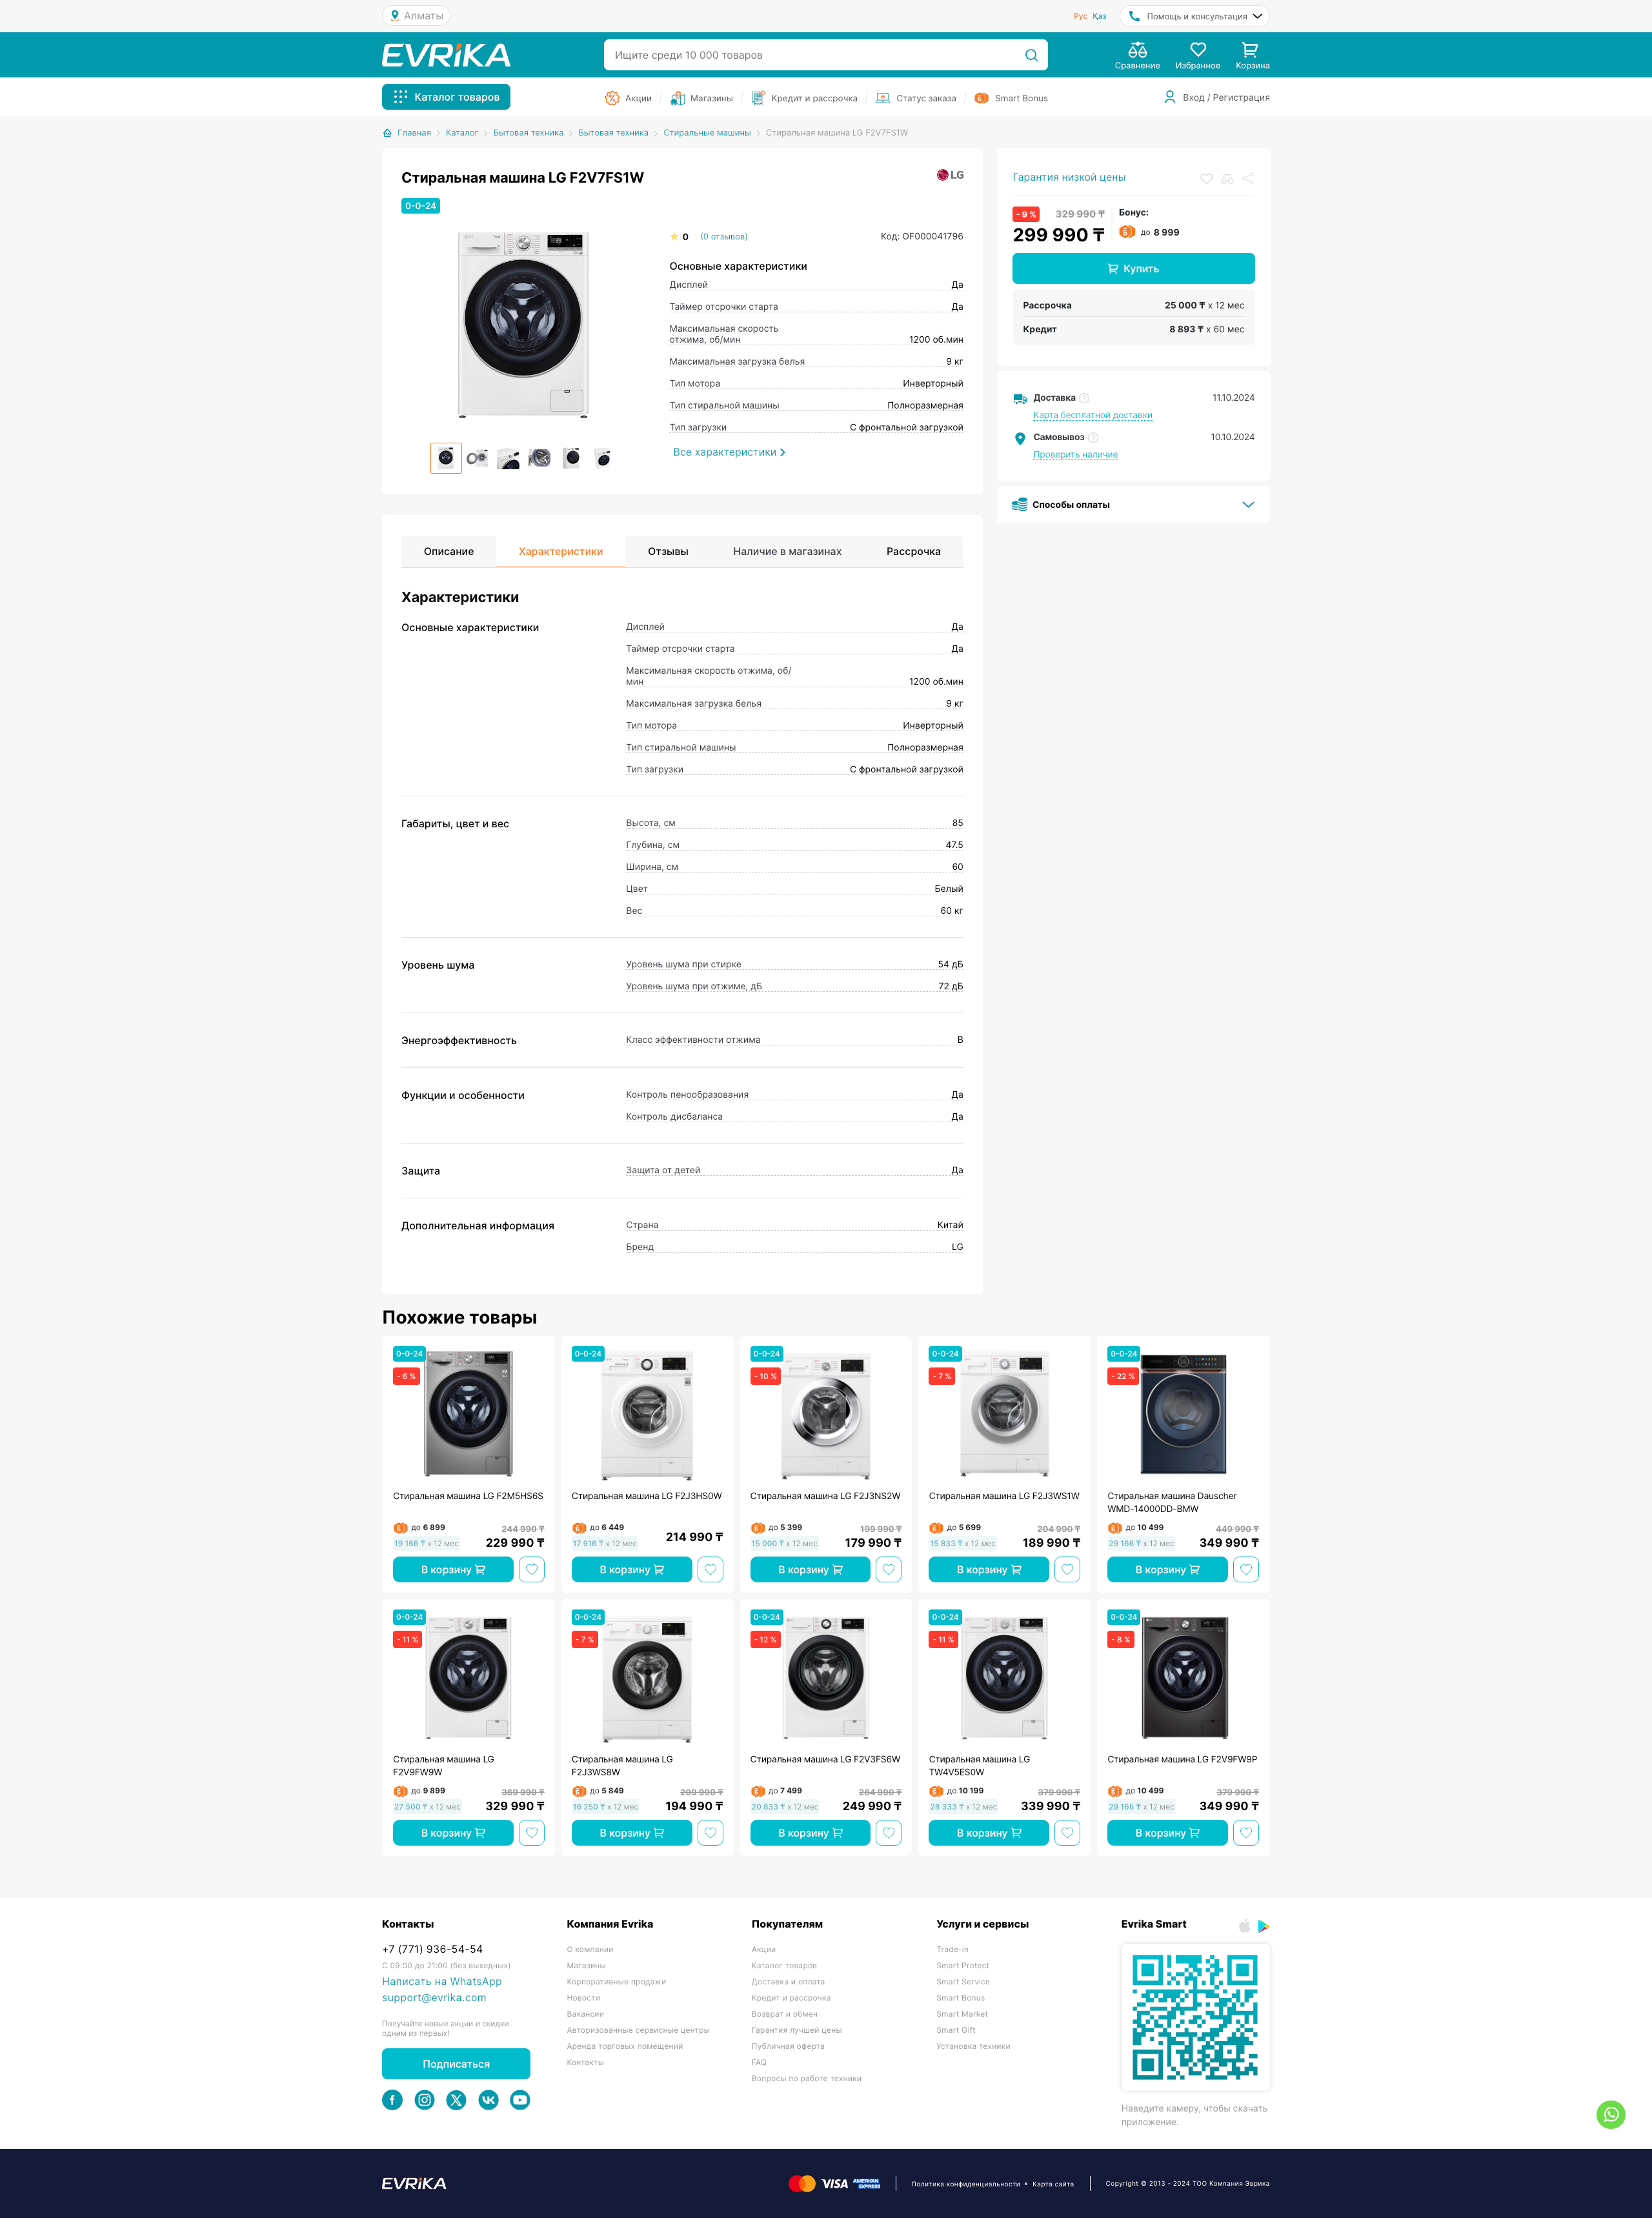 Алматы
Рус Қаз
Помощь и консультация
EVRIKA
Ищите среди 10 000 товаров
Сравнение
Избранное
Корзина
Каталог товаров
Акции
Магазины
Кредит и рассрочка
Статус заказа
Smart Bonus
Вход / Регистрация
Главная
Каталог
Бытовая техника
Бытовая техника
Стиральные машины
Стиральная машина LG F2V7FS1W
Стиральная машина LG F2V7FS1W
LG
0-0-24
0 (0 отзывов)
Код: OF000041796
Основные характеристики
Дисплей Да
Таймер отсрочки старта Да
Максимальная скорость
отжима, об/мин 1200 об.мин
Максимальная загрузка белья 9 кг
Тип мотора Инверторный
Тип стиральной машины Полноразмерная
Тип загрузки С фронтальной загрузкой
Все характеристики
Гарантия низкой цены
- 9 % 329 990 ₸
299 990 ₸
Бонус:
до 8 999
Купить
Рассрочка 25 000 ₸ x 12 мес
Кредит 8 893 ₸ x 60 мес
Доставка ? 11.10.2024
Карта бесплатной доставки
Самовывоз ? 10.10.2024
Проверить наличие
Способы оплаты
Описание
Характеристики
Отзывы
Наличие в магазинах
Рассрочка
Характеристики
Основные характеристики
Дисплей Да
Таймер отсрочки старта Да
Максимальная скорость отжима, об/
мин 1200 об.мин
Максимальная загрузка белья 9 кг
Тип мотора Инверторный
Тип стиральной машины Полноразмерная
Тип загрузки С фронтальной загрузкой
Габариты, цвет и вес
Высота, см 85
Глубина, см 47.5
Ширина, см 60
Цвет Белый
Вес 60 кг
Уровень шума
Уровень шума при стирке 54 дБ
Уровень шума при отжиме, дБ 72 дБ
Энергоэффективность
Класс эффективности отжима B
Функции и особенности
Контроль пенообразования Да
Контроль дисбаланса Да
Защита
Защита от детей Да
Дополнительная информация
Страна Китай
Бренд LG
Похожие товары
0-0-24
- 6 %
Стиральная машина LG F2M5HS6S
до 6 899 244 990 ₸
19 166 ₸ x 12 мес 229 990 ₸
В корзину
0-0-24
Стиральная машина LG F2J3HS0W
до 6 449
17 916 ₸ x 12 мес 214 990 ₸
В корзину
0-0-24
- 10 %
Стиральная машина LG F2J3NS2W
до 5 399 199 990 ₸
15 000 ₸ x 12 мес 179 990 ₸
В корзину
0-0-24
- 7 %
Стиральная машина LG F2J3WS1W
до 5 699 204 990 ₸
15 833 ₸ x 12 мес 189 990 ₸
В корзину
0-0-24
- 22 %
Стиральная машина Dauscher
WMD-14000DD-BMW
до 10 499 449 990 ₸
29 166 ₸ x 12 мес 349 990 ₸
В корзину
0-0-24
- 11 %
Стиральная машина LG
F2V9FW9W
до 9 899 369 990 ₸
27 500 ₸ x 12 мес 329 990 ₸
В корзину
0-0-24
- 7 %
Стиральная машина LG
F2J3WS8W
до 5 849 209 990 ₸
16 250 ₸ x 12 мес 194 990 ₸
В корзину
0-0-24
- 12 %
Стиральная машина LG F2V3FS6W
до 7 499 284 990 ₸
20 833 ₸ x 12 мес 249 990 ₸
В корзину
0-0-24
- 11 %
Стиральная машина LG
TW4V5ES0W
до 10 199 379 990 ₸
28 333 ₸ x 12 мес 339 990 ₸
В корзину
0-0-24
- 8 %
Стиральная машина LG F2V9FW9P
до 10 499 379 990 ₸
29 166 ₸ x 12 мес 349 990 ₸
В корзину
Контакты
+7 (771) 936-54-54
С 09:00 до 21:00 (без выходных)
Написать на WhatsApp
support@evrika.com
Получайте новые акции и скидки
одним из первых!
Подписаться
Компания Evrika
О компании
Магазины
Корпоративные продажи
Новости
Вакансии
Авторизованные сервисные центры
Аренда торговых помещений
Контакты
Покупателям
Акции
Каталог товаров
Доставка и оплата
Кредит и рассрочка
Возврат и обмен
Гарантия лучшей цены
Публичная оферта
FAQ
Вопросы по работе техники
Услуги и сервисы
Trade-in
Smart Protect
Smart Service
Smart Bonus
Smart Market
Smart Gift
Установка техники
Evrika Smart
Наведите камеру, чтобы скачать
приложение.
EVRIKA
VISA
AMERICAN
EXPRESS
Политика конфиденциальности • Карта сайта
Copyright © 2013 - 2024 ТОО Компания Эврика